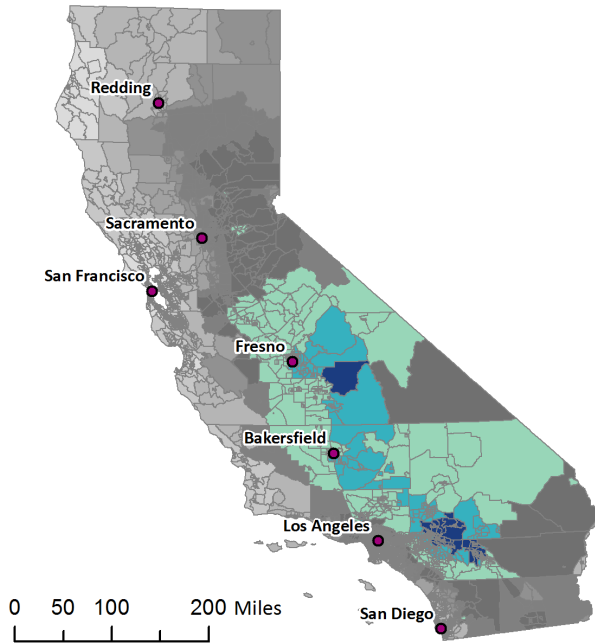 Redding
Sacramento
San Francisco
Fresno
Bakersfield
Los Angeles
San Diego
0 50 100 200 Miles